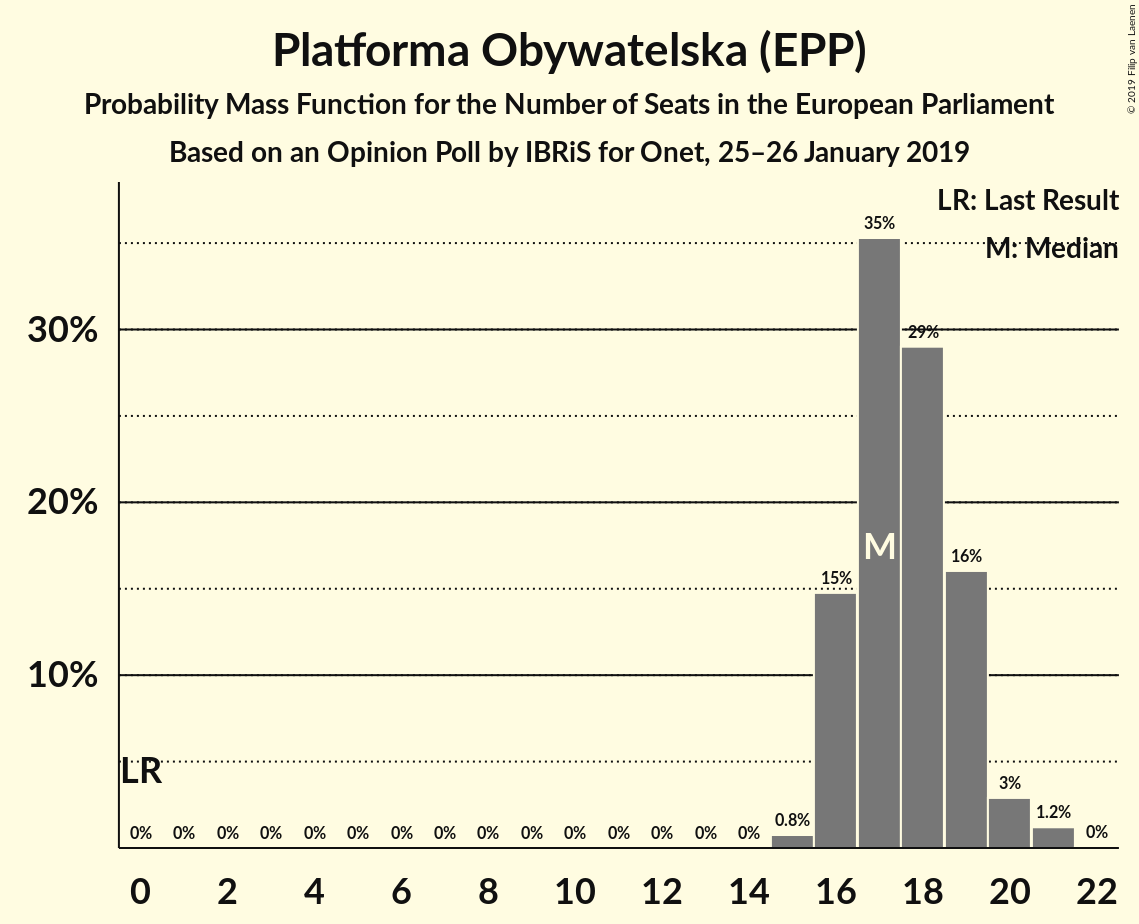 Platforma Obywatelska (EPP)
Probability Mass Function for the Number of Seats in the European Parliament
Based on an Opinion Poll by IBRiS for Onet, 25–26 January 2019
© 2019 Filip van Laenen
LR: Last Result
M: Median
35%
30%
29%
20%
M
16%
15%
10%
LR
3%
1.2%
0.8%
0% 0% 0% 0% 0% 0% 0% 0% 0% 0% 0% 0% 0% 0% 0% 0%
0 2 4 6 8 10 12 14 16 18 20 22